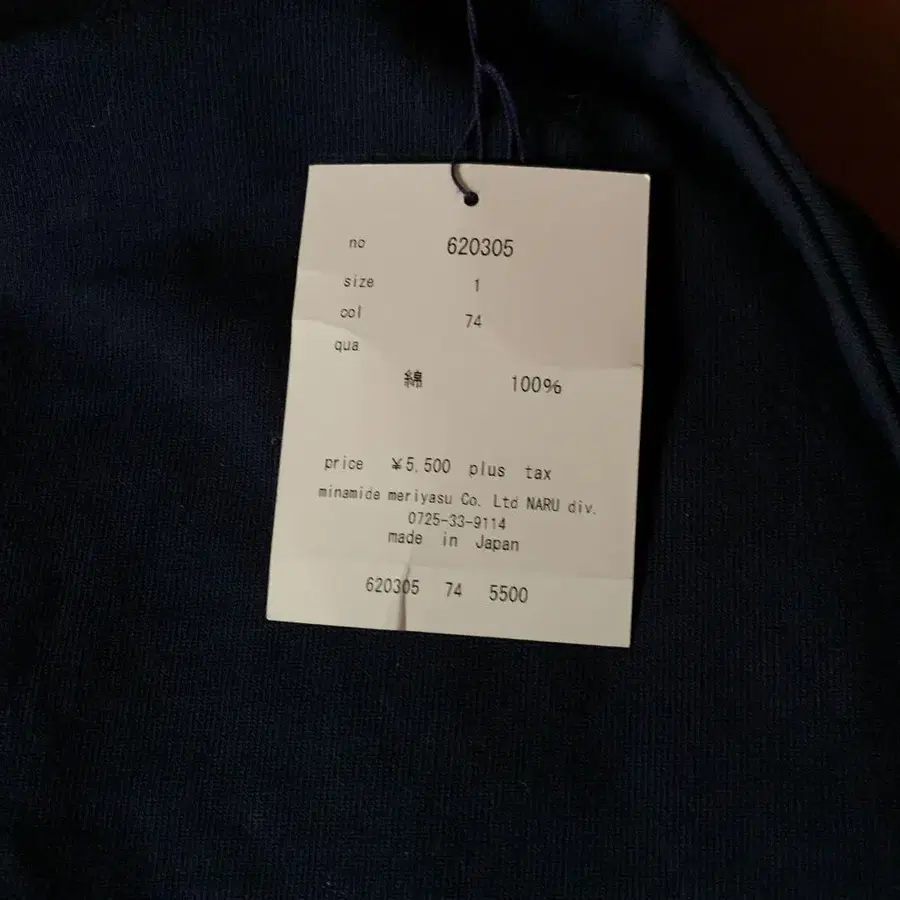 no 620305
size 1
col 74
qua
綿 100%
price ¥5,500 plus tax
minamide meriyasu Co. Ltd NARU div.
0725-33-9114
made in Japan
620305 74 5500